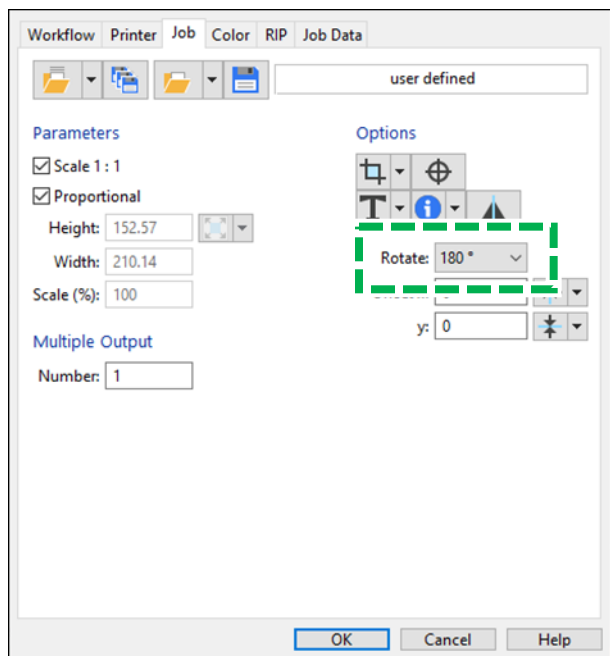 Workflow Printer Job Color RIP Job Data
user defined
Parameters
Options
Scale 1 : 1
Proportional
Height: 152.57
Width: 210.14
Scale (%): 100
Rotate: 180 °
y: 0
Multiple Output
Number: 1
OK Cancel Help